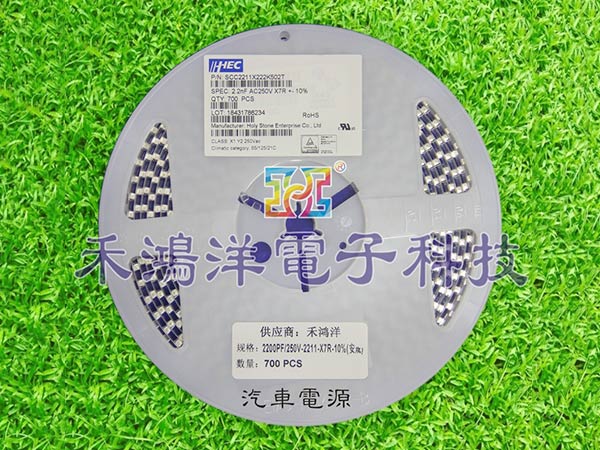 HEC
P/N: SCC2211X222K502T
SPEC: 2.2nF AC250V X7R +- 10%
QTY: 700 PCS
LOT: 16431786234 RoHS
Manufacturer: Holy Stone Enterprise Co., Ltd
CLASS: X1 Y2 250Vac
Climatic category: 55/125/21C
禾鴻洋電子科技
供应商：禾鸿洋
规格：2200PF/250V-2211-X7R-10%(安规)
数量：700 PCS
汽車電源